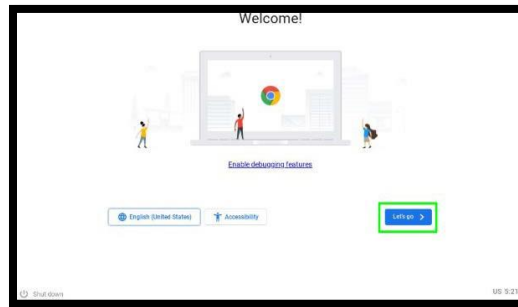 Welcome!
Enable debugging features
English (United States)
Accessibility
Let's go
Shut down
US 5:21